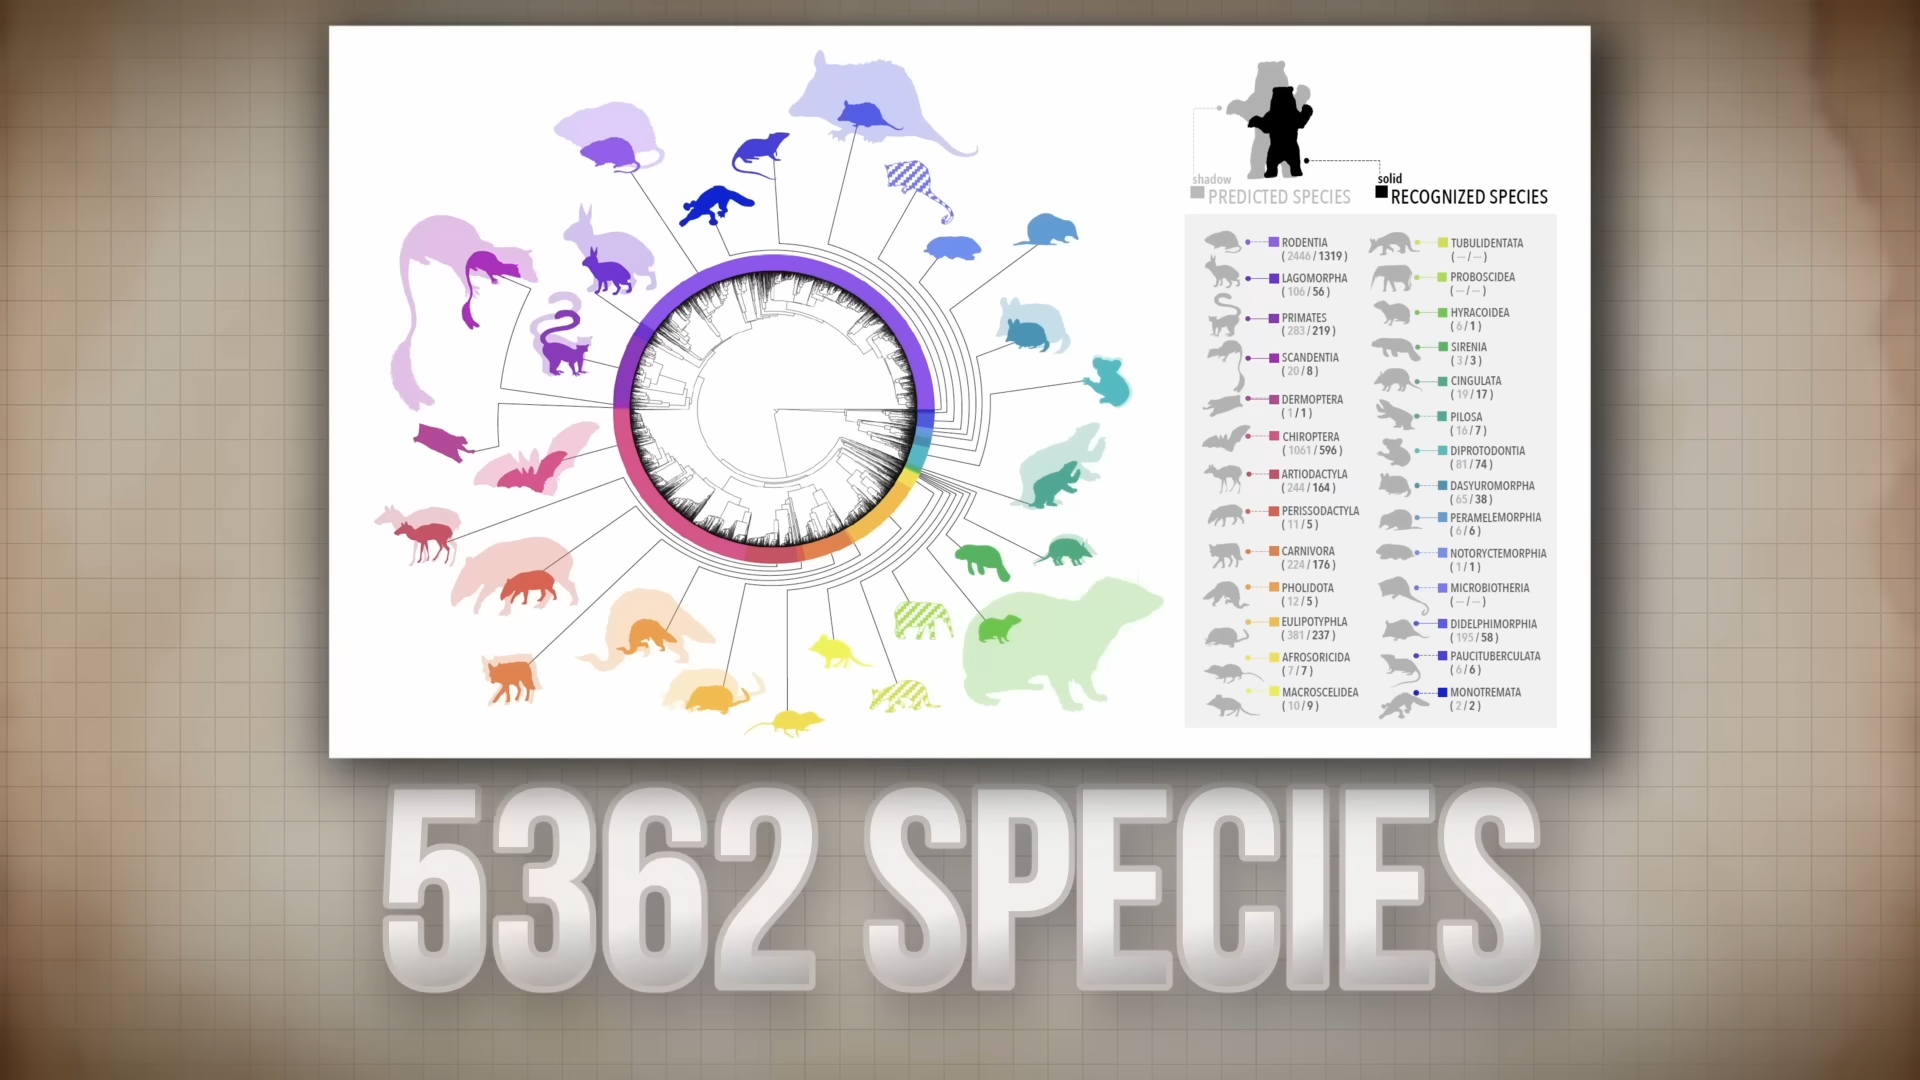 shadow
PREDICTED SPECIES
solid
RECOGNIZED SPECIES
RODENTIA
( 2446 / 1319 )
LAGOMORPHA
( 106 / 56 )
PRIMATES
( 283 / 219 )
SCANDENTIA
( 20 / 8 )
DERMOPTERA
( 1 / 1 )
CHIROPTERA
( 1061 / 596 )
ARTIODACTYLA
( 244 / 164 )
PERISSODACTYLA
( 11 / 5 )
CARNIVORA
( 224 / 176 )
PHOLIDOTA
( 12 / 5 )
EULIPOTYPHLA
( 381 / 237 )
AFROSORICIDA
( 7 / 7 )
MACROSCELIDEA
( 10 / 9 )
TUBULIDENTATA
( — / — )
PROBOSCIDEA
( — / — )
HYRACOIDEA
( 6 / 1 )
SIRENIA
( 3 / 3 )
CINGULATA
( 19 / 17 )
PILOSA
( 16 / 7 )
DIPROTODONTIA
( 81 / 74 )
DASYUROMORPHA
( 65 / 38 )
PERAMELEMORPHIA
( 6 / 6 )
NOTORYCTEMORPHIA
( 1 / 1 )
MICROBIOTHERIA
( — / — )
DIDELPHIMORPHIA
( 195 / 58 )
PAUCITUBERCULATA
( 6 / 6 )
MONOTREMATA
( 2 / 2 )
5362 SPECIES